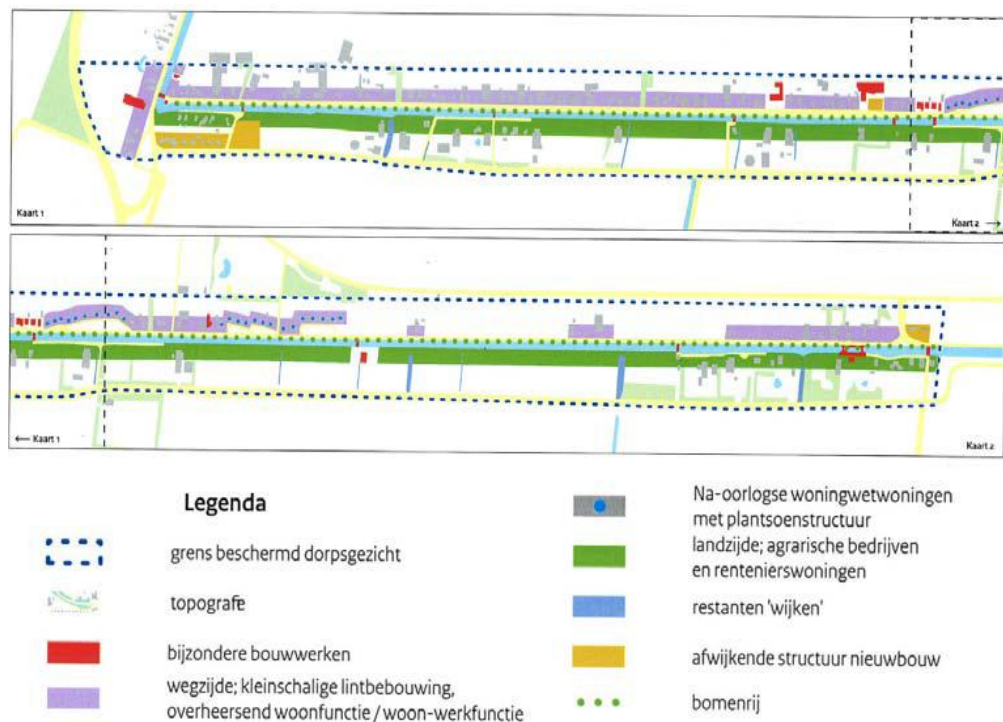 Kaart 1
Kaart 2 →
← Kaart 1
Kaart 2
Legenda
grens beschermd dorpsgezicht
topografie
bijzondere bouwwerken
wegzijde; kleinschalige lintbebouwing,
overheersend woonfunctie / woon-werkfunctie
Na-oorlogse woningwetwoningen
met plantsoenstructuur
landzijde; agrarische bedrijven
en rentenierswoningen
restanten 'wijken'
afwijkende structuur nieuwbouw
bomenrij